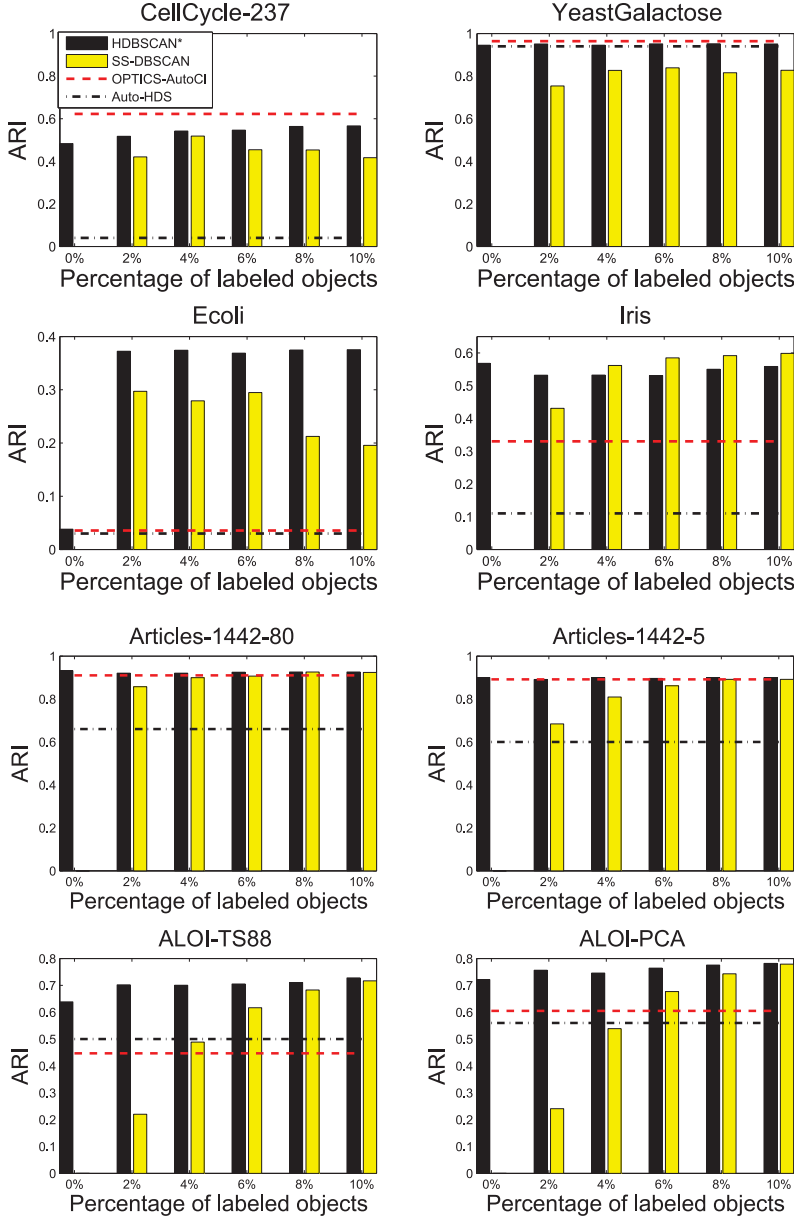 CellCycle-237
YeastGalactose
1
0.8
0.6
0.4
0.2
0
ARI
HDBSCAN*
SS-DBSCAN
OPTICS-AutoCl
Auto-HDS
0% 2% 4% 6% 8% 10%
Percentage of labeled objects
1
0.8
0.6
0.4
0.2
0
ARI
0% 2% 4% 6% 8% 10%
Percentage of labeled objects
Ecoli
Iris
0.4
0.3
0.2
0.1
0
ARI
0% 2% 4% 6% 8% 10%
Percentage of labeled objects
0.6
0.5
0.4
0.3
0.2
0.1
0
ARI
0% 2% 4% 6% 8% 10%
Percentage of labeled objects
Articles-1442-80
Articles-1442-5
1
0.8
0.6
0.4
0.2
0
ARI
0% 2% 4% 6% 8% 10%
Percentage of labeled objects
1
0.8
0.6
0.4
0.2
0
ARI
0% 2% 4% 6% 8% 10%
Percentage of labeled objects
ALOI-TS88
ALOI-PCA
0.8
0.7
0.6
0.5
0.4
0.3
0.2
0.1
0
ARI
0% 2% 4% 6% 8% 10%
Percentage of labeled objects
0.8
0.7
0.6
0.5
0.4
0.3
0.2
0.1
0
ARI
0% 2% 4% 6% 8% 10%
Percentage of labeled objects